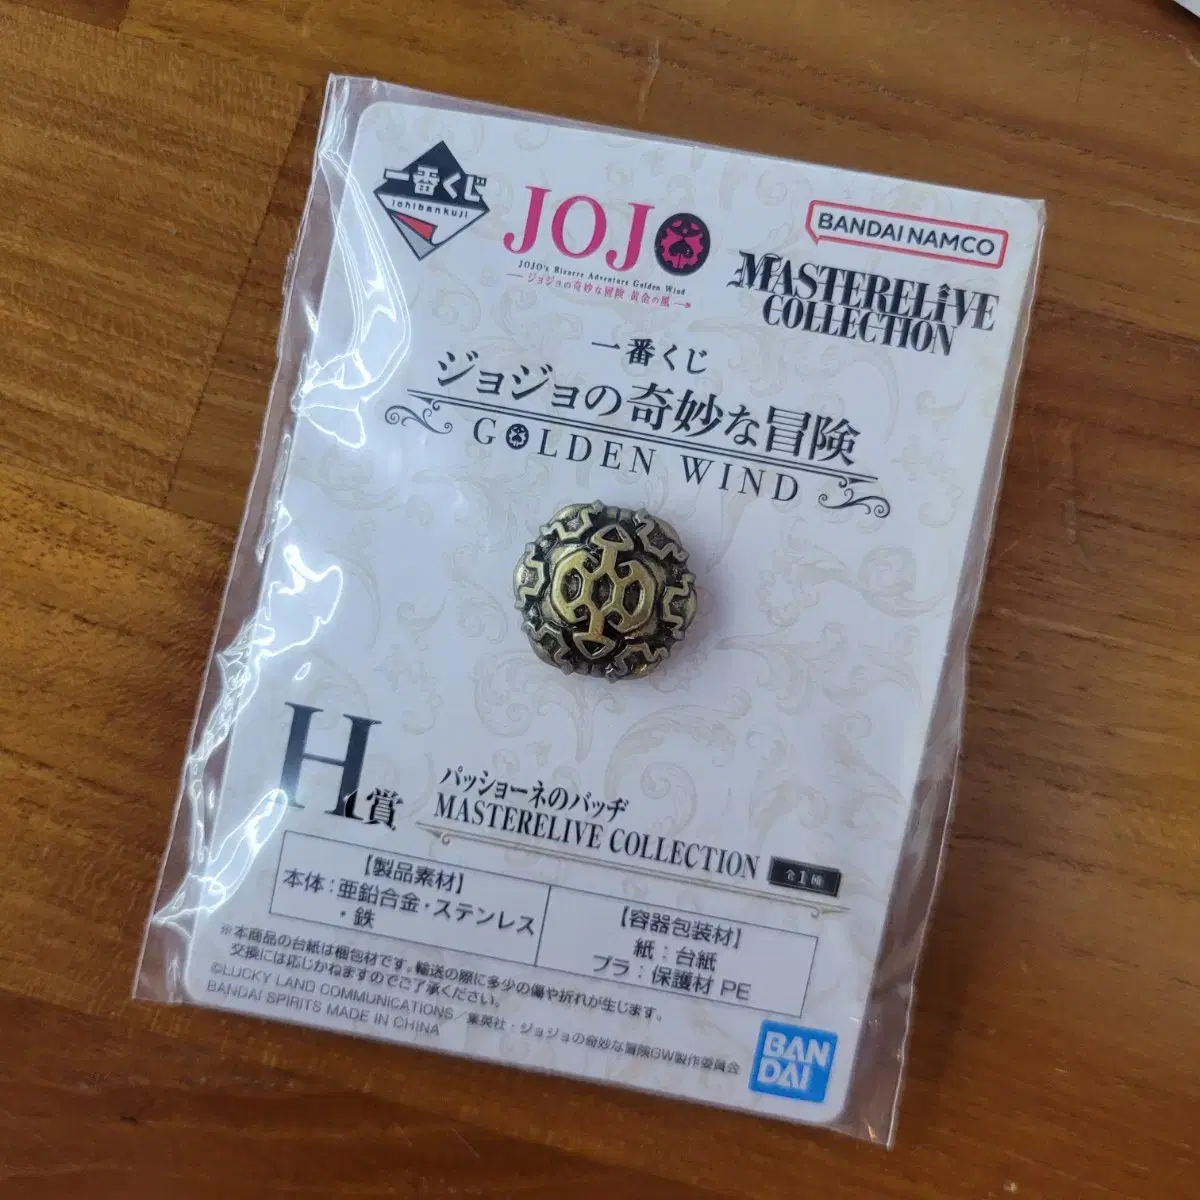 一番くじ
ichibankuji
JOJO
JOJO's Bizarre Adventure Golden Wind
ジョジョの奇妙な冒険 黄金の風
BANDAI NAMCO
MASTERELIVE
COLLECTION
一番くじ
ジョジョの奇妙な冒険
GOLDEN WIND
H賞
パッショーネのバッヂ
MASTERELIVE COLLECTION
全1種
【製品素材】
本体：亜鉛合金・ステンレス
・鉄
【容器包装材】
紙：台紙
プラ：保護材 PE
※本商品の台紙は梱包材です。輸送の際に多少の傷や折れが生じます。
交換には応じかねますのでご了承ください。
©LUCKY LAND COMMUNICATIONS／集英社・ジョジョの奇妙な冒険GW製作委員会
BANDAI SPIRITS MADE IN CHINA
BAN
DAI